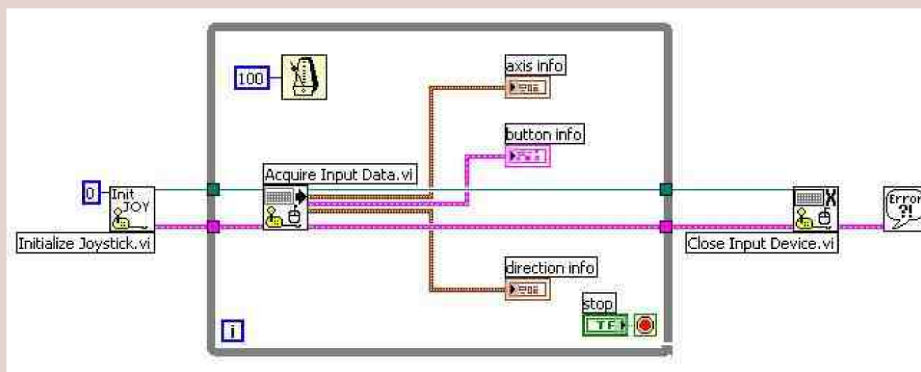 axis info
100
button info
Acquire Input Data.vi
0
Init
JOY
Error
?!
Initialize Joystick.vi
Close Input Device.vi
direction info
stop
TF
i